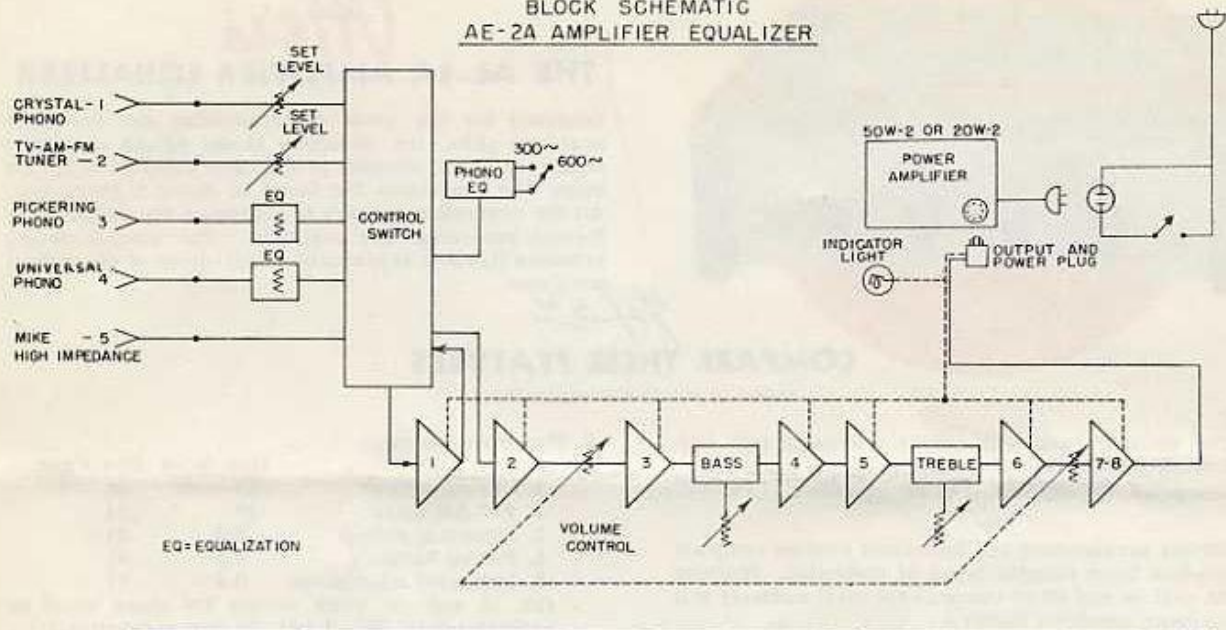 BLOCK SCHEMATIC
AE-2A AMPLIFIER EQUALIZER
SET
LEVEL
CRYSTAL-1
PHONO
SET
LEVEL
TV-AM-FM
TUNER -2
EQ
PICKERING
PHONO 3
EQ
UNIVERSAL
PHONO 4
MIKE -5
HIGH IMPEDANCE
CONTROL
SWITCH
PHONO
EQ
300~
600~
50W-2 OR 20W-2
POWER
AMPLIFIER
INDICATOR
LIGHT
OUTPUT AND
POWER PLUG
1
2
3
BASS
4
5
TREBLE
6
7-8
VOLUME
CONTROL
EQ=EQUALIZATION